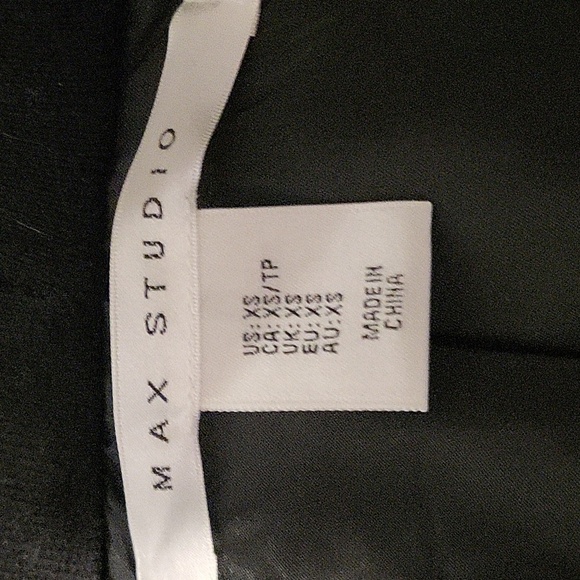 MAX STUDIO
US: XS
CA: XS/TP
UK: XS
EU: XS
AU: XS
MADE IN
CHINA